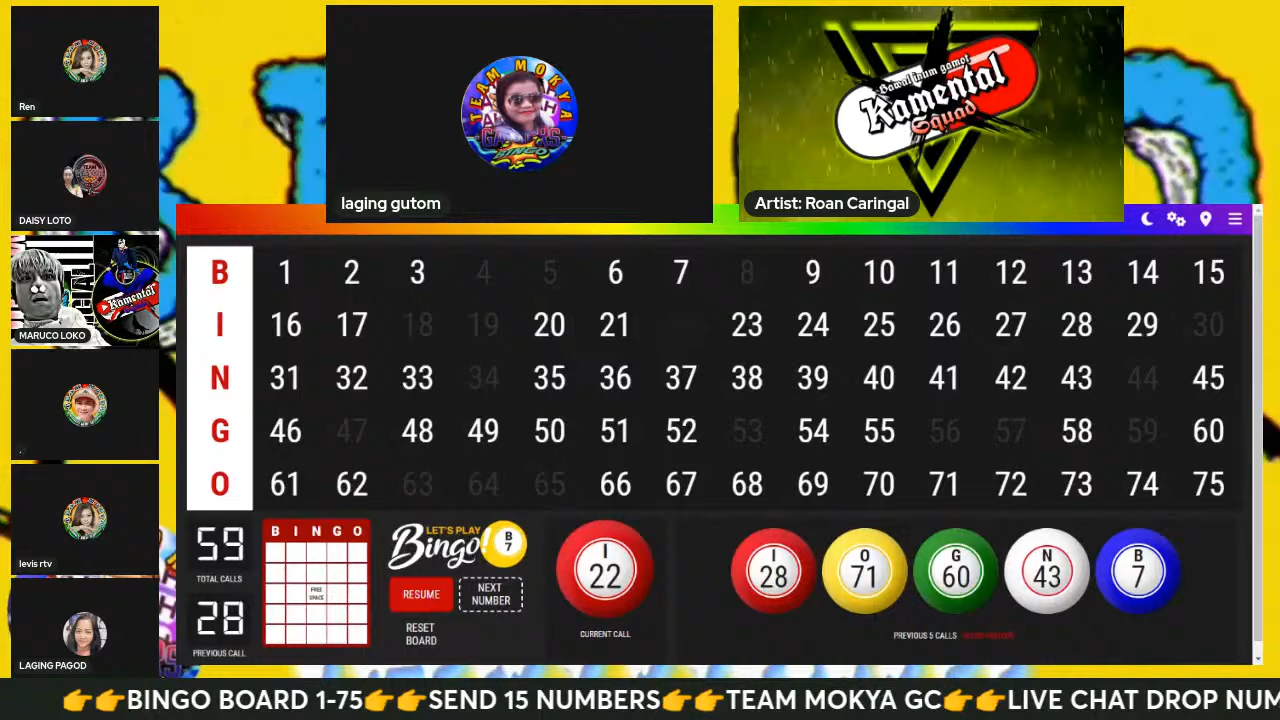 Ren
DAISY LOTO
MARUCO LOKO
.
levis rtv
LAGING PAGOD
TEAM MOKYA
BINGO
laging gutom
Bawal inum gamot
Kamental
Squad
Artist: Roan Caringal
B 1 2 3 4 5 6 7 8 9 10 11 12 13 14 15
I 16 17 18 19 20 21 23 24 25 26 27 28 29 30
N 31 32 33 34 35 36 37 38 39 40 41 42 43 44 45
G 46 47 48 49 50 51 52 53 54 55 56 57 58 59 60
O 61 62 63 64 65 66 67 68 69 70 71 72 73 74 75
59
TOTAL CALLS
28
PREVIOUS CALL
B I N G O
FREE
SPACE
LET'S PLAY
Bingo!
B
7
RESUME
NEXT
NUMBER
RESET
BOARD
I
22
CURRENT CALL
I
28
O
71
G
60
N
43
B
7
PREVIOUS 5 CALLS
👉👉BINGO BOARD 1-75👉👉SEND 15 NUMBERS👉👉TEAM MOKYA GC👉👉LIVE CHAT DROP NUM